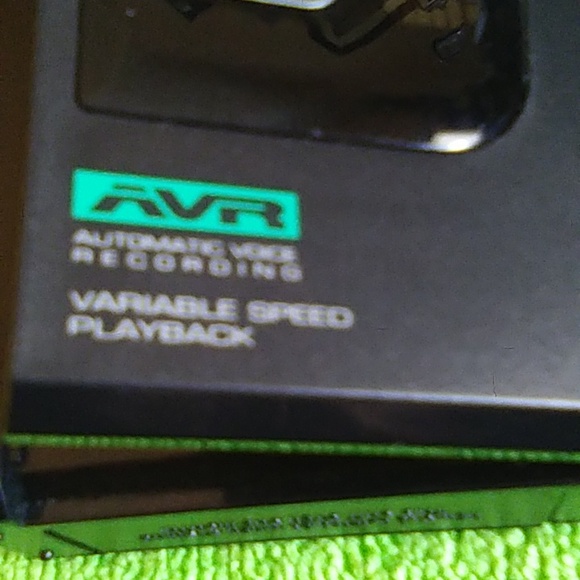 AVR
AUTOMATIC VOICE
RECORDING
VARIABLE SPEED
PLAYBACK